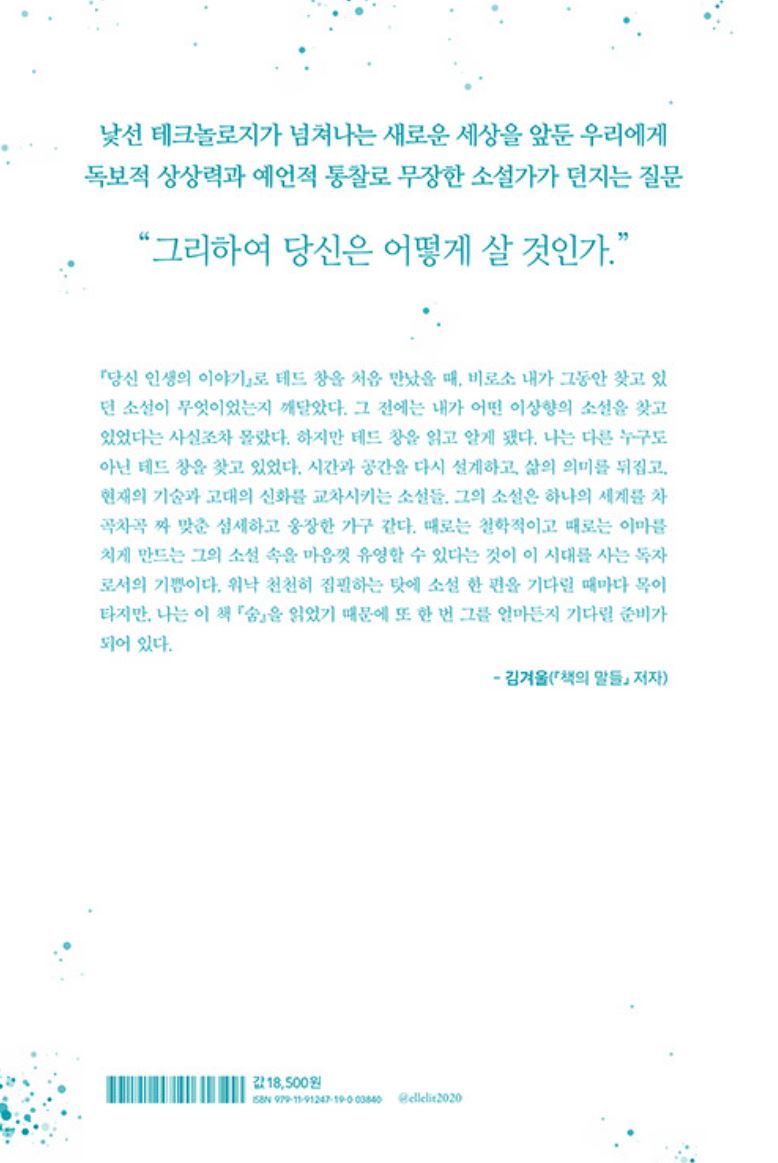 낯선 테크놀로지가 넘쳐나는 새로운 세상을 앞둔 우리에게
독보적 상상력과 예언적 통찰로 무장한 소설가가 던지는 질문
“그리하여 당신은 어떻게 살 것인가.”
『당신 인생의 이야기』로 테드 창을 처음 만났을 때, 비로소 내가 그동안 찾고 있
던 소설이 무엇이었는지 깨달았다. 그 전에는 내가 어떤 이상향의 소설을 찾고
있었다는 사실조차 몰랐다. 하지만 테드 창을 읽고 알게 됐다. 나는 다른 누구도
아닌 테드 창을 찾고 있었다. 시간과 공간을 다시 설계하고, 삶의 의미를 뒤집고,
현재의 기술과 고대의 신화를 교차시키는 소설들. 그의 소설은 하나의 세계를 차
곡차곡 짜 맞춘 섬세하고 웅장한 가구 같다. 때로는 철학적이고 때로는 이마를
치게 만드는 그의 소설 속을 마음껏 유영할 수 있다는 것이 이 시대를 사는 독자
로서의 기쁨이다. 워낙 천천히 집필하는 탓에 소설 한 편을 기다릴 때마다 목이
타지만, 나는 이 책 『숨』을 읽었기 때문에 또 한 번 그를 얼마든지 기다릴 준비가
되어 있다.
- 김겨울(『책의 말들』 저자)
값 18,500원
ISBN 979-11-91247-19-0 03840 @ellelit2020